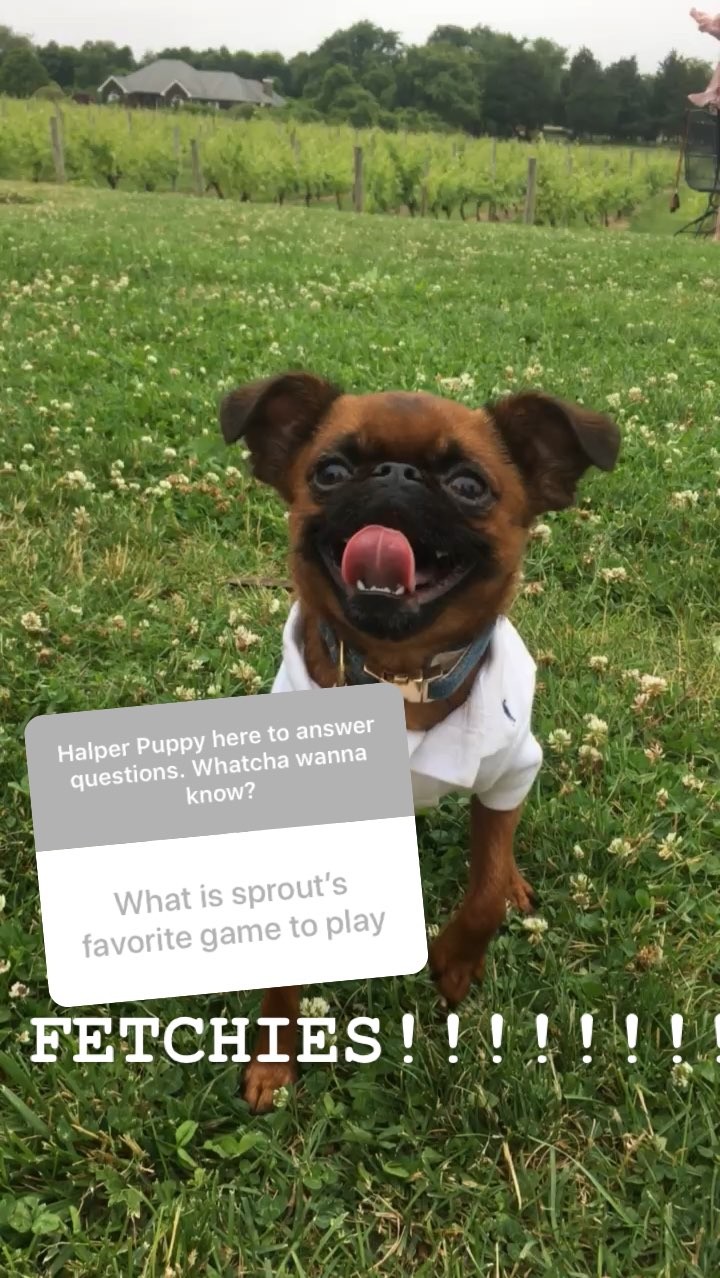 Halper Puppy here to answer
questions. Whatcha wanna
know?
What is sprout's
favorite game to play
FETCHIES!!!!!!!!